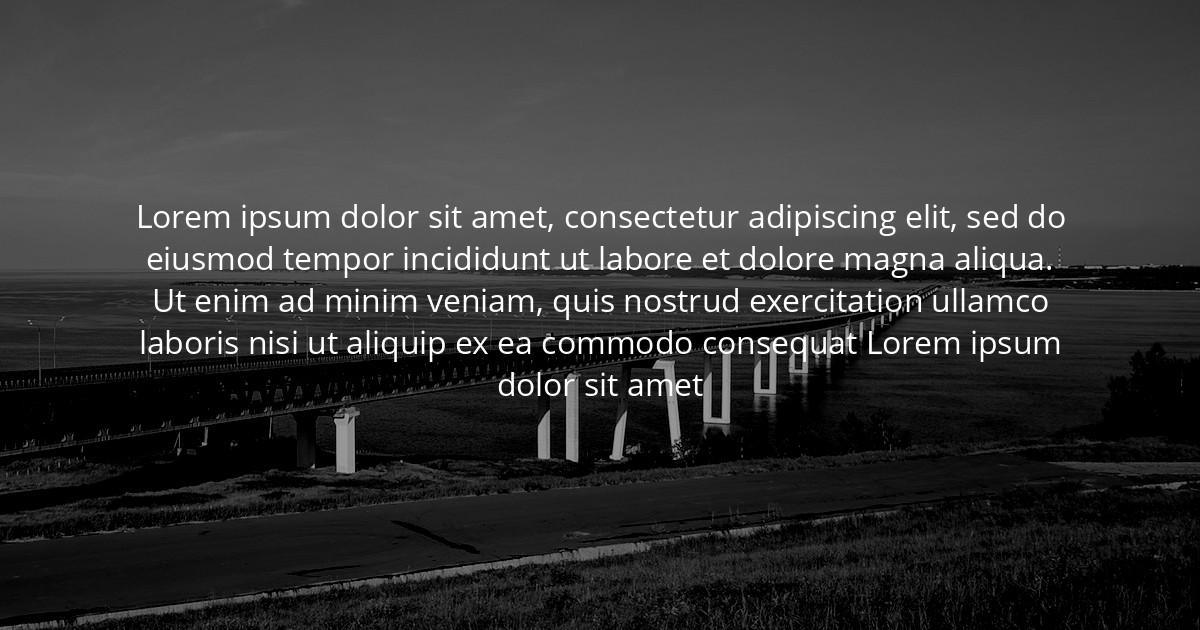 Lorem ipsum dolor sit amet, consectetur adipiscing elit, sed do
eiusmod tempor incididunt ut labore et dolore magna aliqua.
Ut enim ad minim veniam, quis nostrud exercitation ullamco
laboris nisi ut aliquip ex ea commodo consequat Lorem ipsum
dolor sit amet